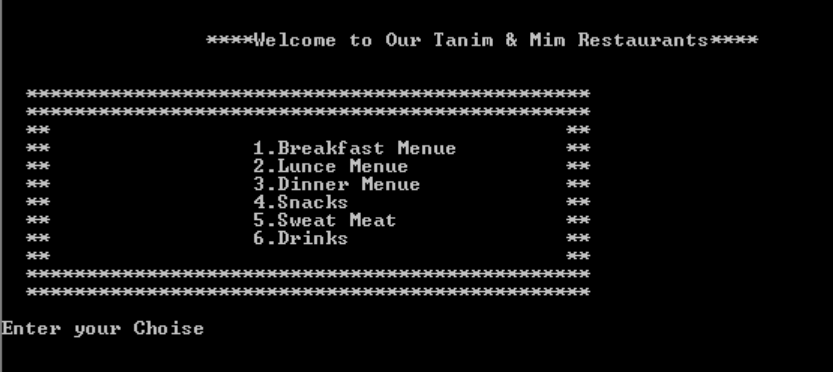 ****Welcome to Our Tanim & Mim Restaurants****
***********************************************
***********************************************
** **
** 1.Breakfast Menue **
** 2.Lunce Menue **
** 3.Dinner Menue **
** 4.Snacks **
** 5.Sweat Meat **
** 6.Drinks **
** **
***********************************************
***********************************************
Enter your Choise